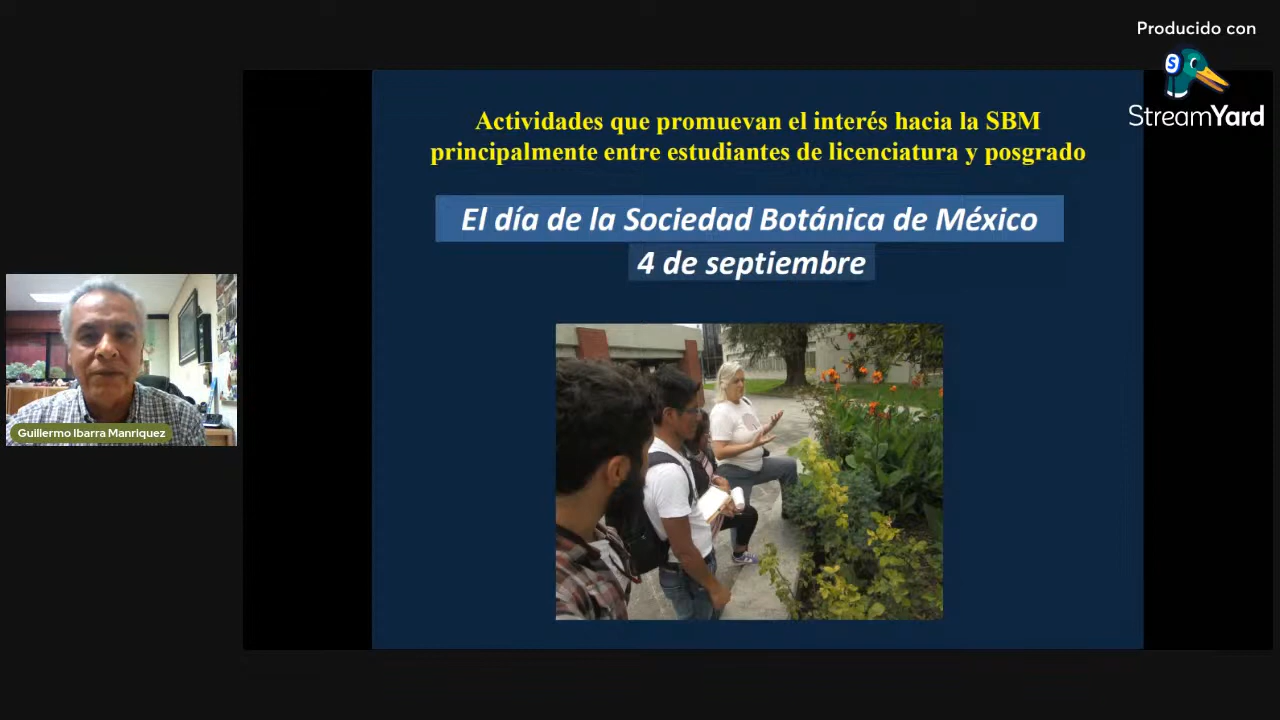 Producido con
StreamYard
Actividades que promuevan el interés hacia la SBM
principalmente entre estudiantes de licenciatura y posgrado
El día de la Sociedad Botánica de México
4 de septiembre
Guillermo Ibarra Manriquez